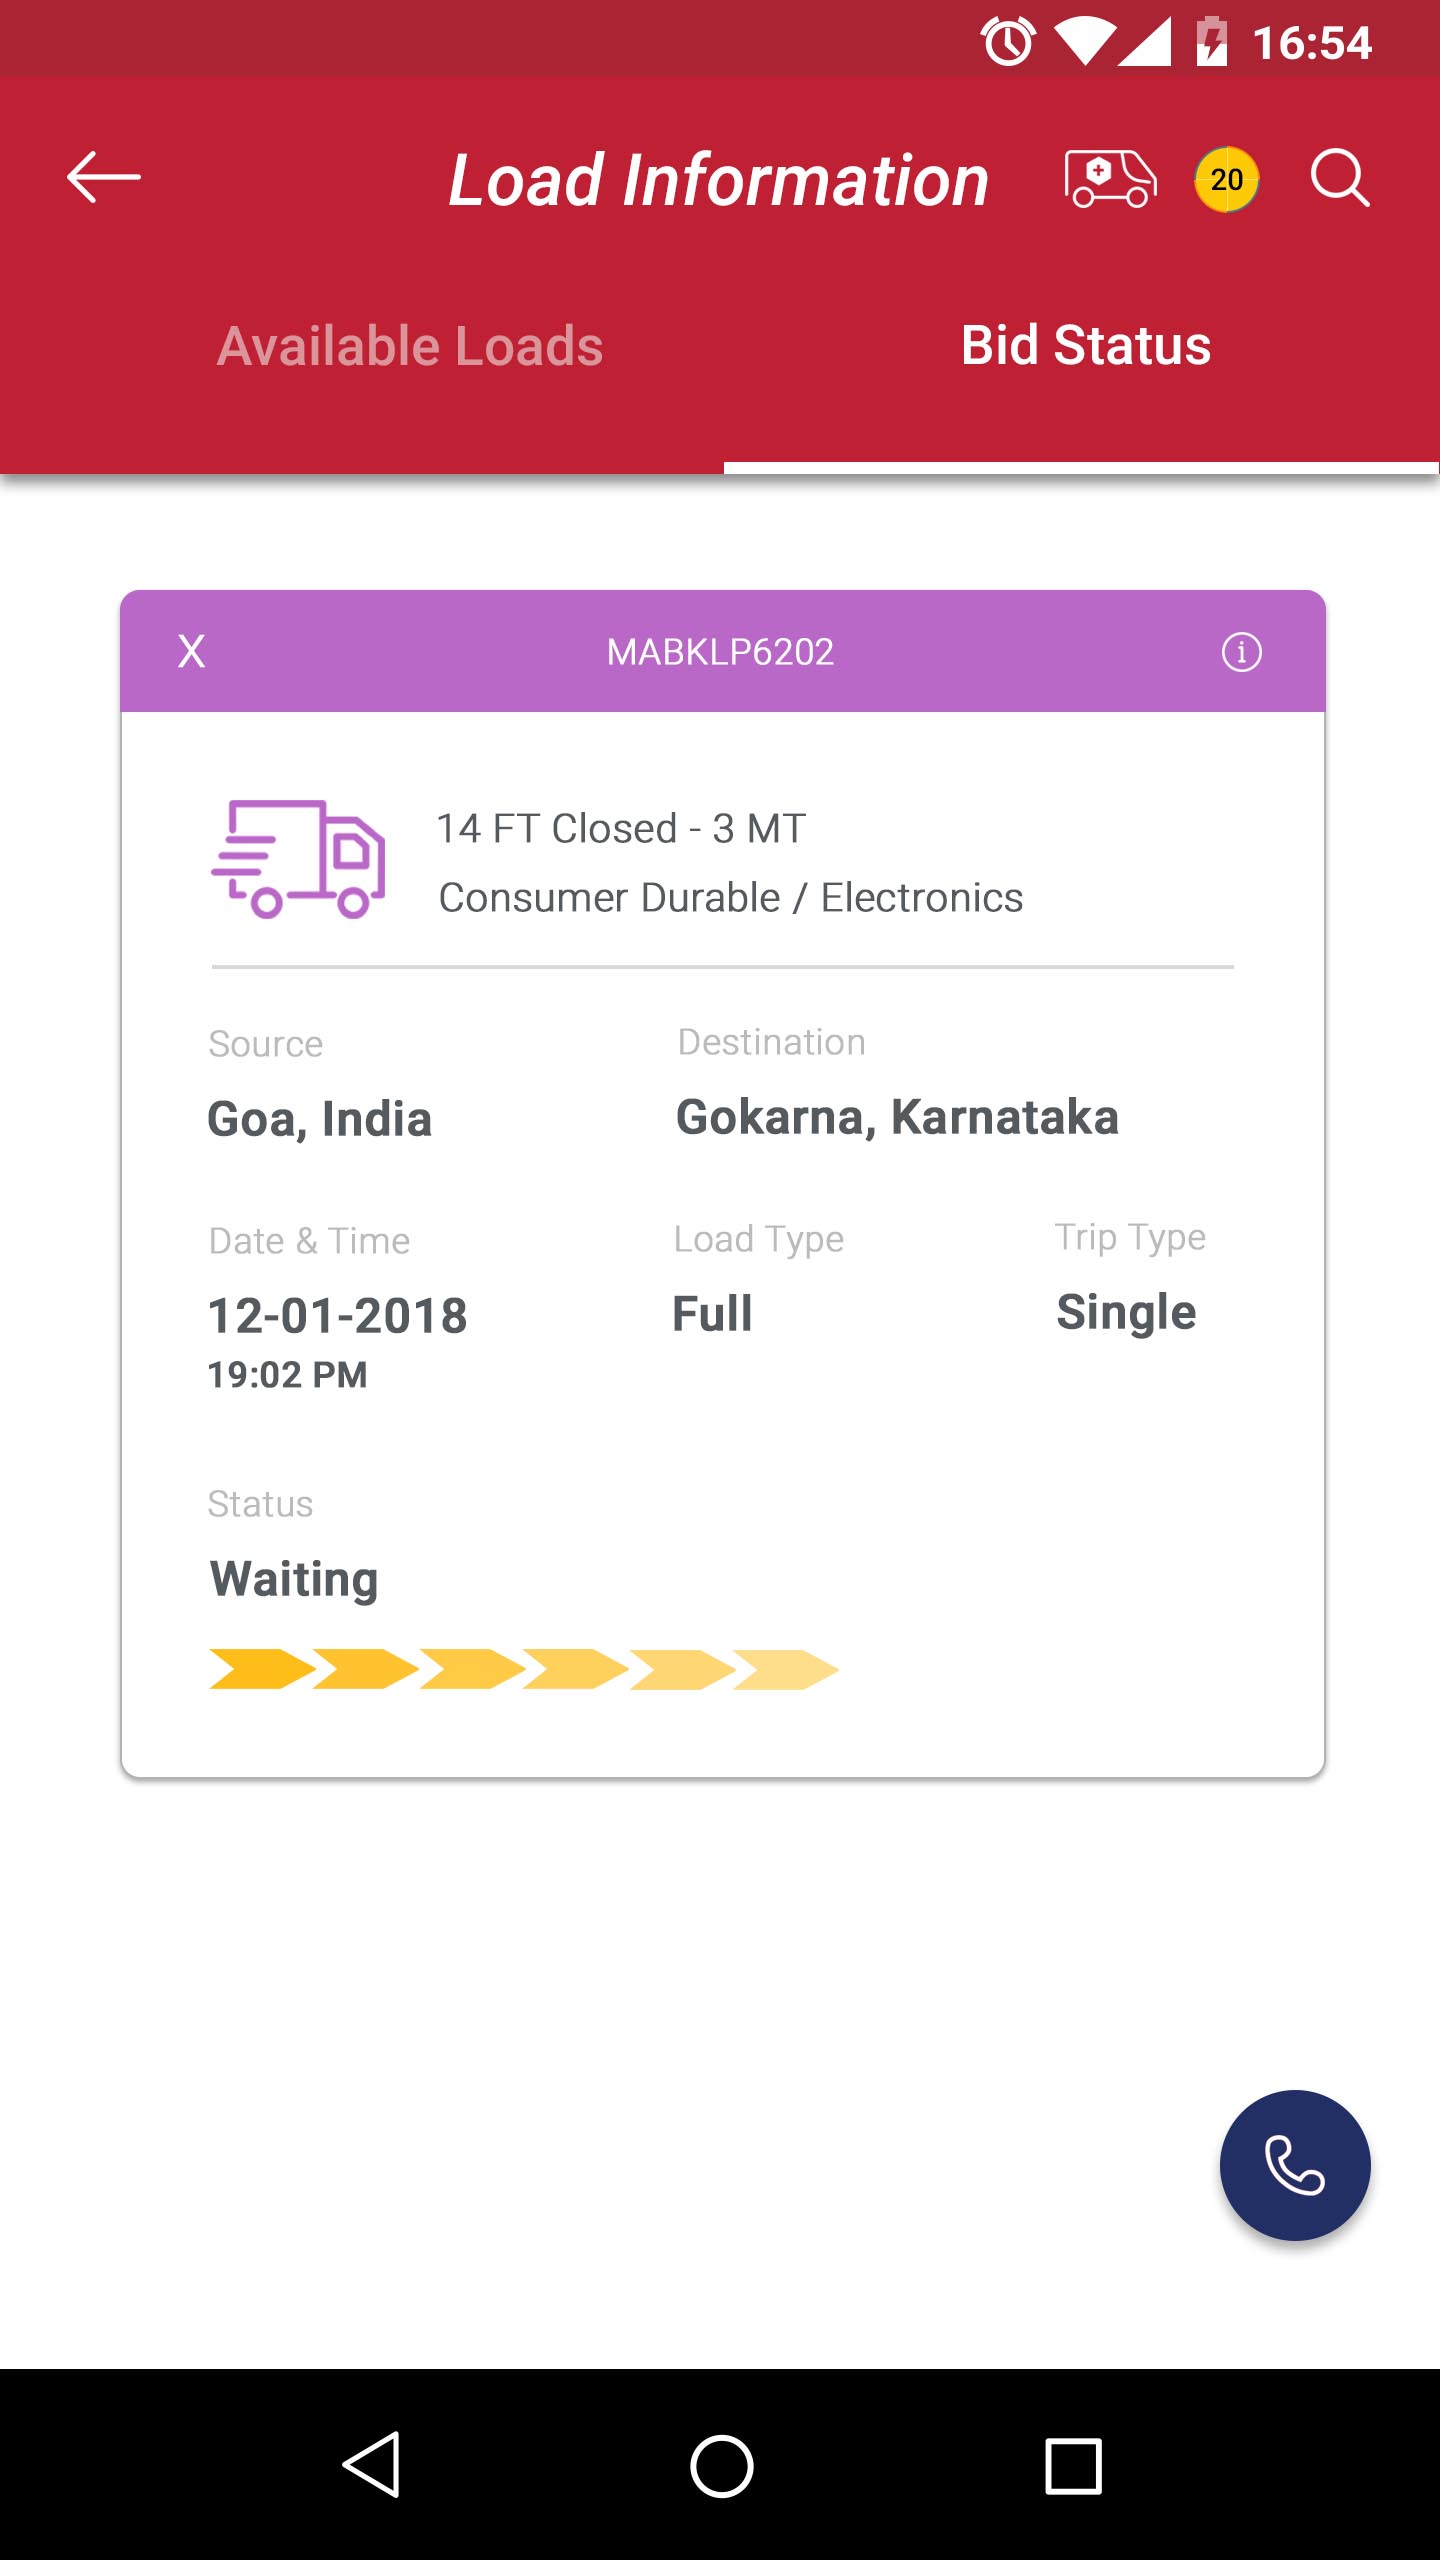 16:54
Load Information
20
Available Loads
Bid Status
X
MABKLP6202
i
14 FT Closed - 3 MT
Consumer Durable / Electronics
Source
Destination
Goa, India
Gokarna, Karnataka
Date & Time
Load Type
Trip Type
12-01-2018
Full
Single
19:02 PM
Status
Waiting